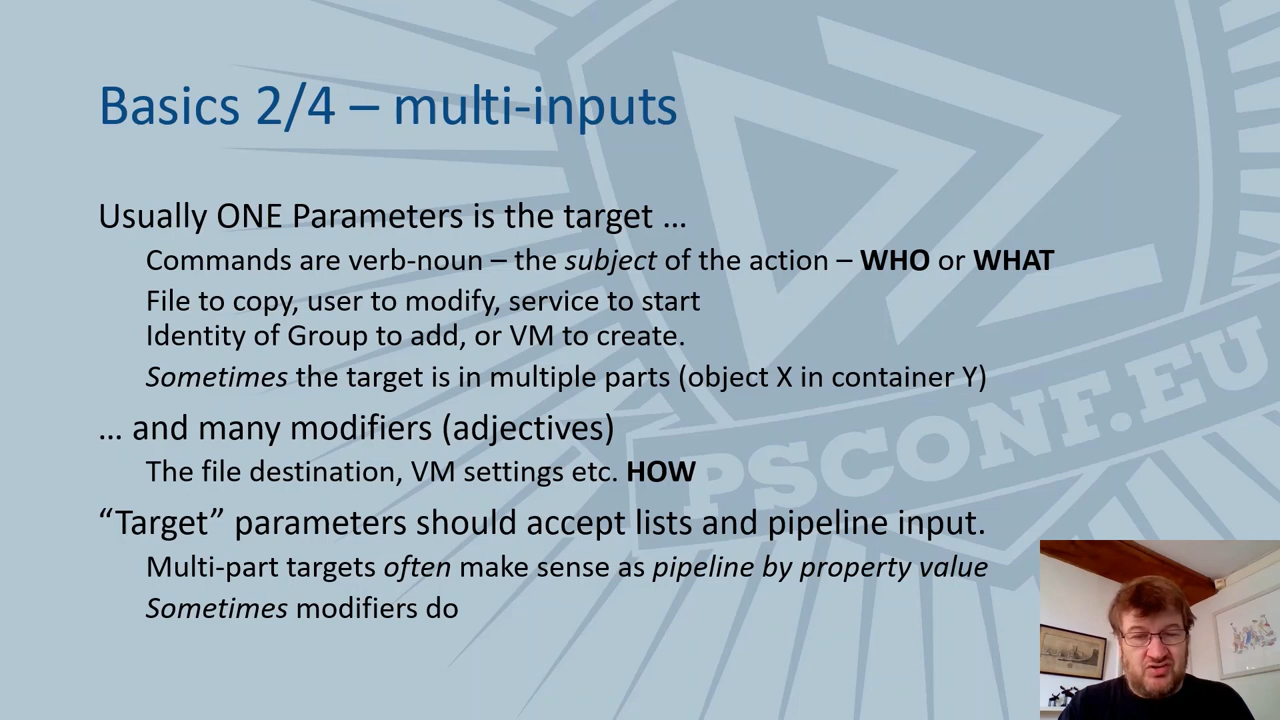 Basics 2/4 – multi-inputs
Usually ONE Parameters is the target …
Commands are verb-noun – the subject of the action – WHO or WHAT
File to copy, user to modify, service to start
Identity of Group to add, or VM to create.
Sometimes the target is in multiple parts (object X in container Y)
… and many modifiers (adjectives)
The file destination, VM settings etc. HOW
“Target” parameters should accept lists and pipeline input.
Multi-part targets often make sense as pipeline by property value
Sometimes modifiers do
PSCONF.EU